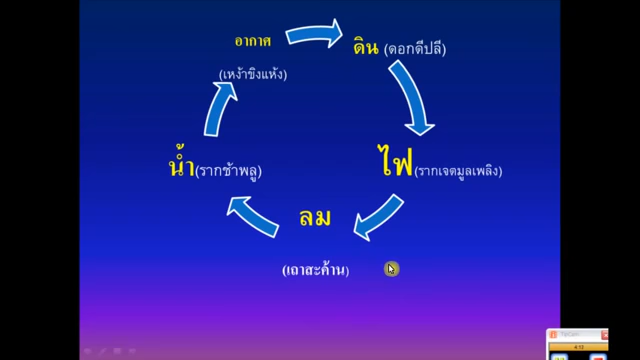 อากาศ
(เหง้าขิงแห้ง)
ดิน (ดอกดีปลี)
น้ำ(รากช้าพลู)
ไฟ(รากเจตมูลเพลิง)
ลม
(เถาสะค้าน)
4:13